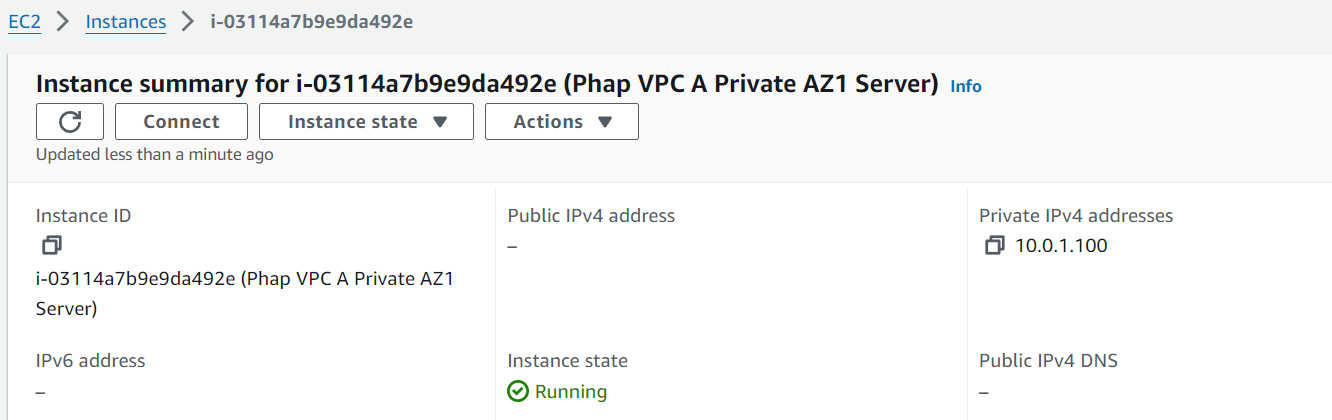 EC2 > Instances > i-03114a7b9e9da492e
Instance summary for i-03114a7b9e9da492e (Phap VPC A Private AZ1 Server) Info
Connect Instance state Actions
Updated less than a minute ago
Instance ID
i-03114a7b9e9da492e (Phap VPC A Private AZ1
Server)
Public IPv4 address
–
Private IPv4 addresses
10.0.1.100
IPv6 address
–
Instance state
Running
Public IPv4 DNS
–